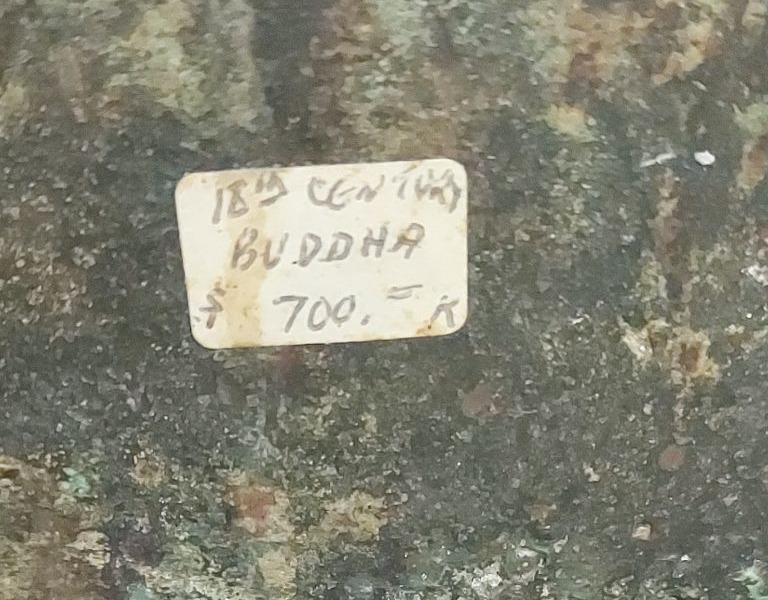 18th CENTURY
BUDDHA
$ 700.= K